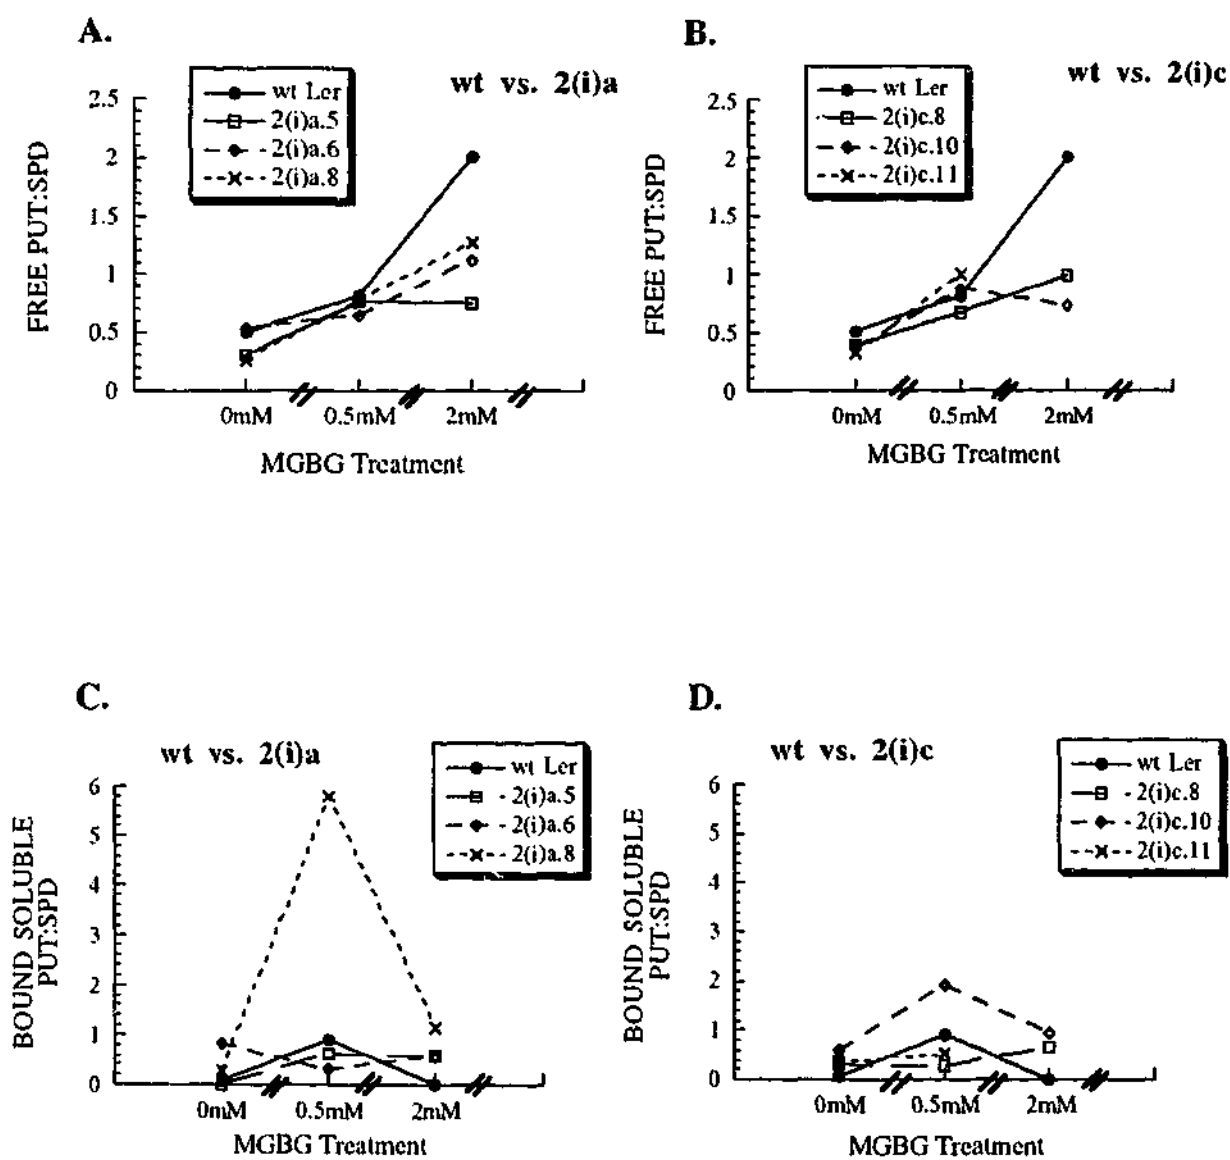 A.
wt vs. 2(i)a
wt Ler
2(i)a.5
2(i)a.6
2(i)a.8
FREE PUT:SPD
2.5
2
1.5
1
0.5
0
0mM 0.5mM 2mM
MGBG Treatment
B.
wt vs. 2(i)c
wt Ler
2(i)c.8
2(i)c.10
2(i)c.11
FREE PUT:SPD
2.5
2
1.5
1
0.5
0
0mM 0.5mM 2mM
MGBG Treatment
C.
wt vs. 2(i)a
wt Ler
2(i)a.5
2(i)a.6
2(i)a.8
BOUND SOLUBLE
PUT:SPD
6
5
4
3
2
1
0
0mM 0.5mM 2mM
MGBG Treatment
D.
wt vs. 2(i)c
wt Ler
2(i)c.8
2(i)c.10
2(i)c.11
BOUND SOLUBLE
PUT:SPD
6
5
4
3
2
1
0
0mM 0.5mM 2mM
MGBG Treatment